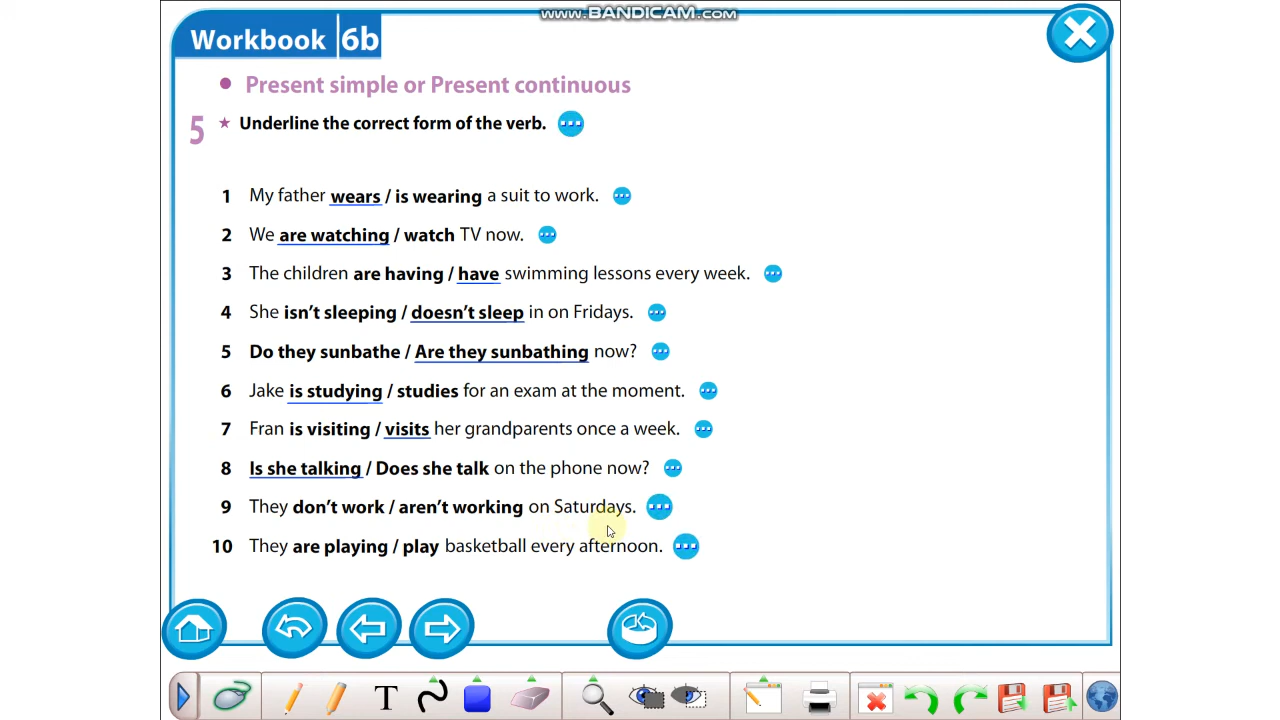 www.BANDICAM.com
Workbook 6b
• Present simple or Present continuous
5 ★ Underline the correct form of the verb.
1 My father wears / is wearing a suit to work.
2 We are watching / watch TV now.
3 The children are having / have swimming lessons every week.
4 She isn't sleeping / doesn't sleep in on Fridays.
5 Do they sunbathe / Are they sunbathing now?
6 Jake is studying / studies for an exam at the moment.
7 Fran is visiting / visits her grandparents once a week.
8 Is she talking / Does she talk on the phone now?
9 They don't work / aren't working on Saturdays.
10 They are playing / play basketball every afternoon.
T